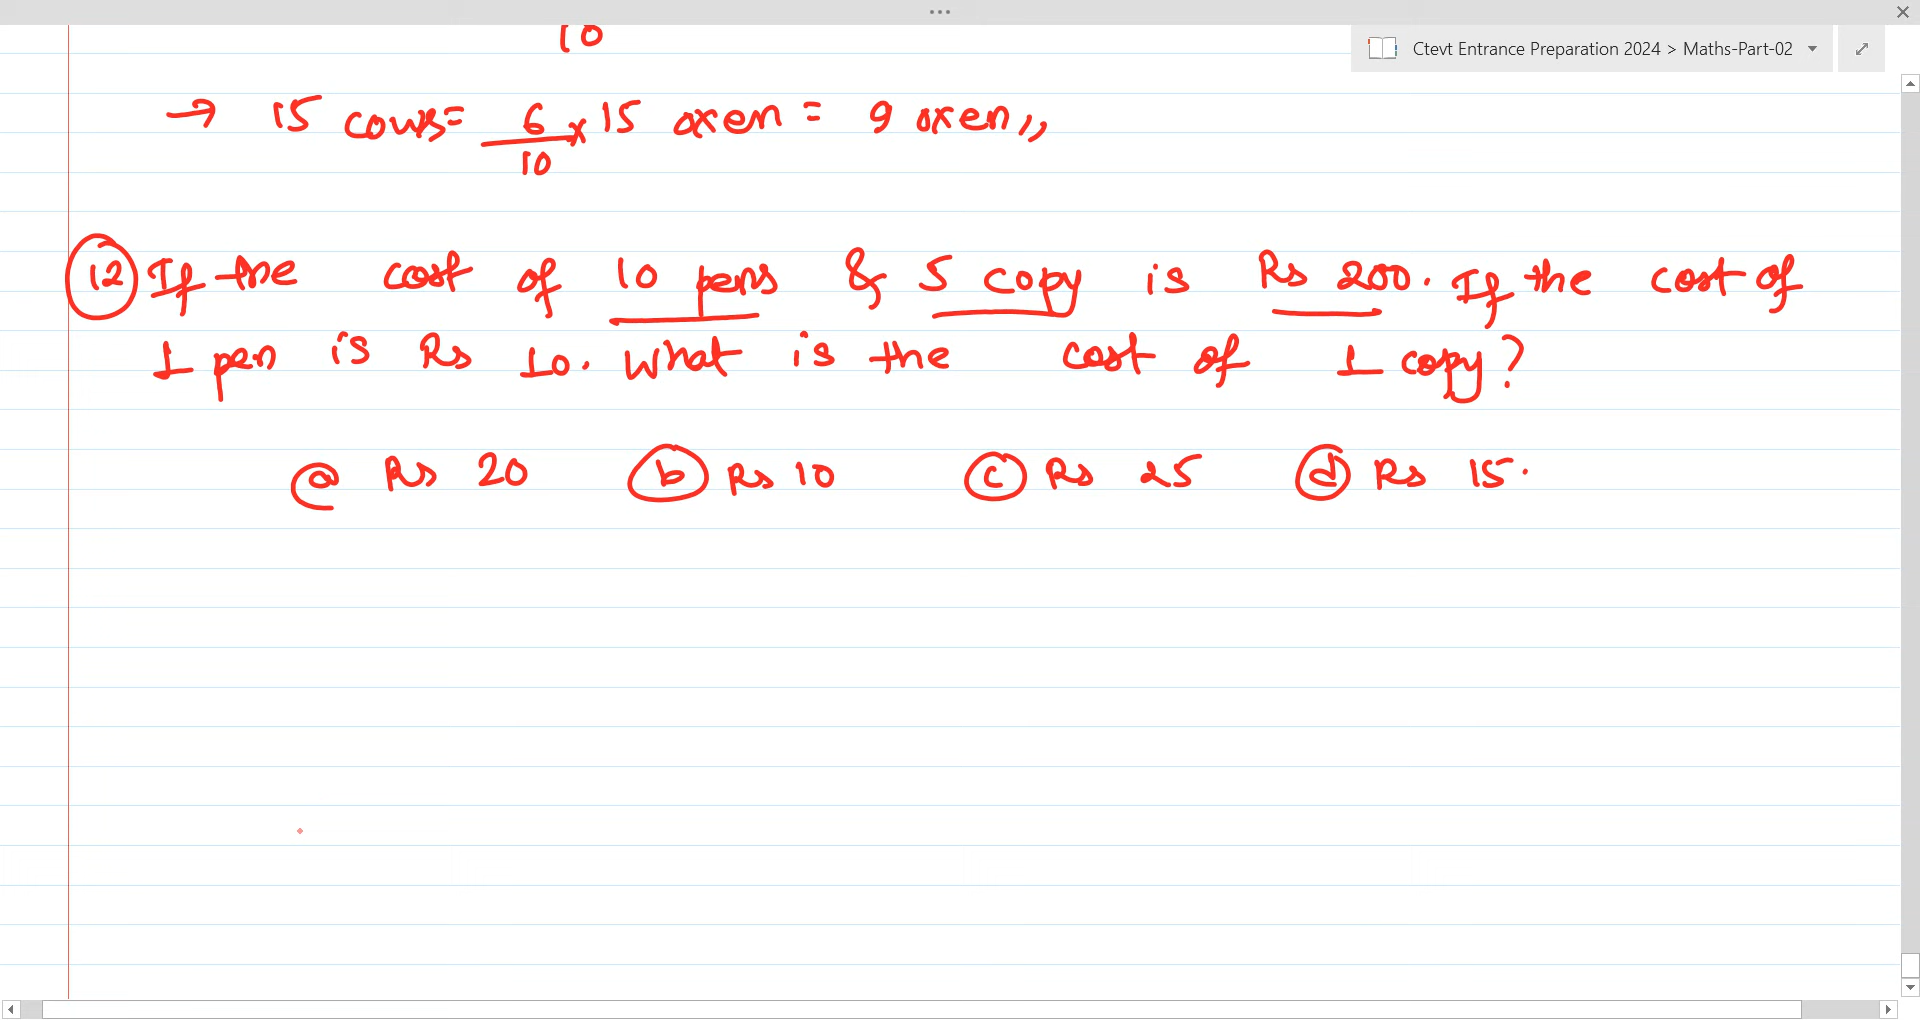 10
Ctevt Entrance Preparation 2024 > Maths-Part-02
→ 15 cows = 6/10 × 15 oxen = 9 oxen,,
12 If the cost of 10 pens & 5 copy is Rs 200. If the cost of
1 pen is Rs 10. What is the cost of 1 copy?
a Rs 20 b Rs 10 c Rs 25 d Rs 15.